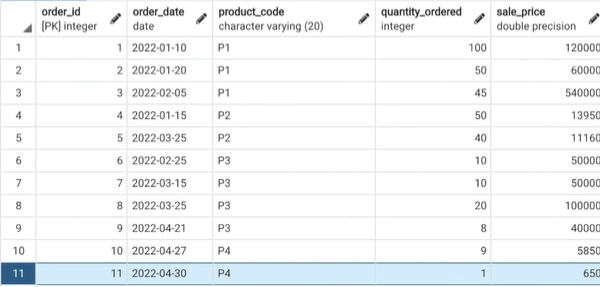 order_id order_date product_code quantity_ordered sale_price
[PK] integer date character varying (20) integer double precision
1 1 2022-01-10 P1 100 120000
2 2 2022-01-20 P1 50 60000
3 3 2022-02-05 P1 45 540000
4 4 2022-01-15 P2 50 13950
5 5 2022-03-25 P2 40 11160
6 6 2022-02-25 P3 10 50000
7 7 2022-03-15 P3 10 50000
8 8 2022-03-25 P3 20 100000
9 9 2022-04-21 P3 8 40000
10 10 2022-04-27 P4 9 5850
11 11 2022-04-30 P4 1 650